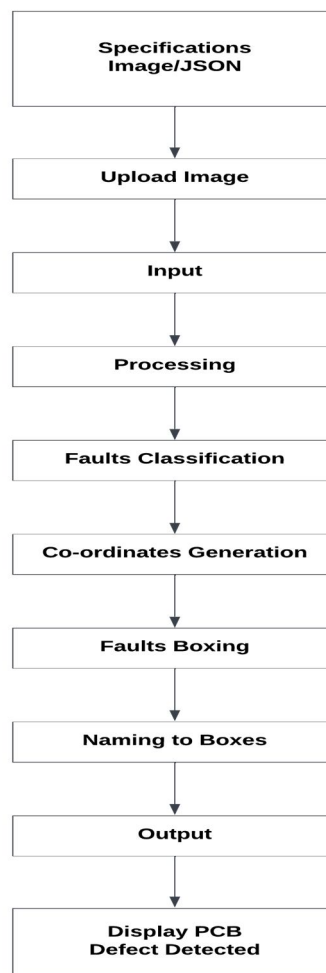 Specifications
Image/JSON
Upload Image
Input
Processing
Faults Classification
Co-ordinates Generation
Faults Boxing
Naming to Boxes
Output
Display PCB
Defect Detected